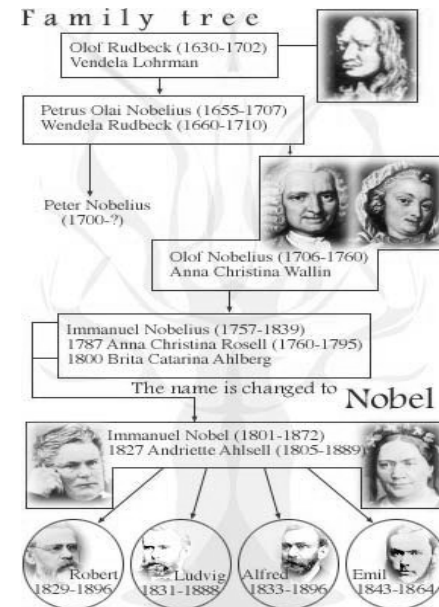 Family tree
Olof Rudbeck (1630-1702)
Vendela Lohrman
Petrus Olai Nobelius (1655-1707)
Wendela Rudbeck (1660-1710)
Peter Nobelius
(1700-?)
Olof Nobelius (1706-1760)
Anna Christina Wallin
Immanuel Nobelius (1757-1839)
1787 Anna Christina Rosell (1760-1795)
1800 Brita Catarina Ahlberg
The name is changed to Nobel
Immanuel Nobel (1801-1872)
1827 Andriette Ahlsell (1805-1889)
Robert
1829-1896
Ludvig
1831-1888
Alfred
1833-1896
Emil
1843-1864